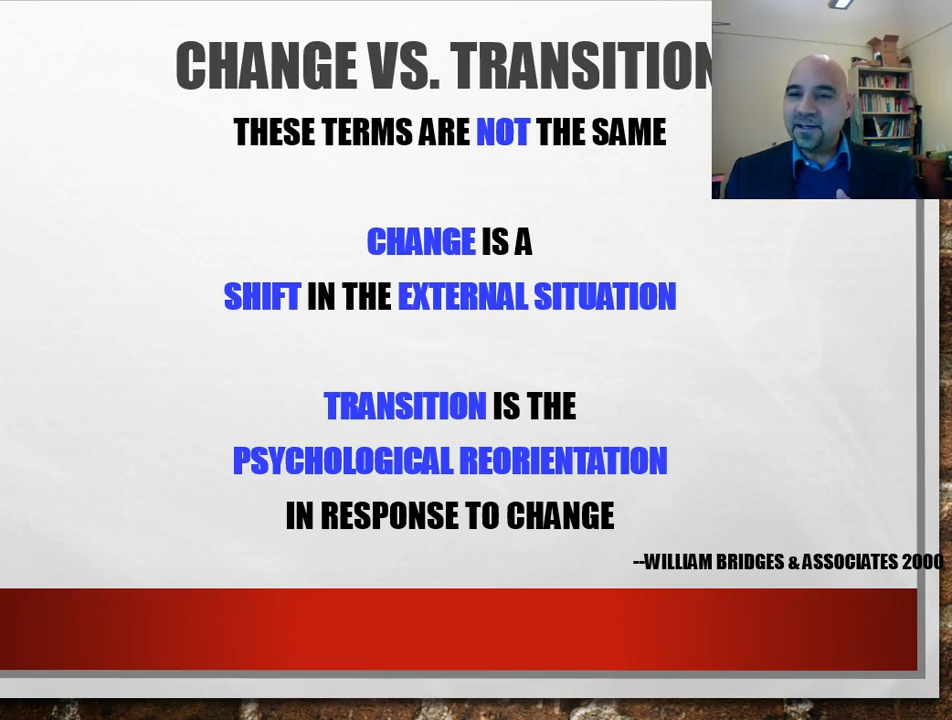 CHANGE VS. TRANSITION
THESE TERMS ARE NOT THE SAME
CHANGE IS A
SHIFT IN THE EXTERNAL SITUATION
TRANSITION IS THE
PSYCHOLOGICAL REORIENTATION
IN RESPONSE TO CHANGE
--WILLIAM BRIDGES & ASSOCIATES 2000